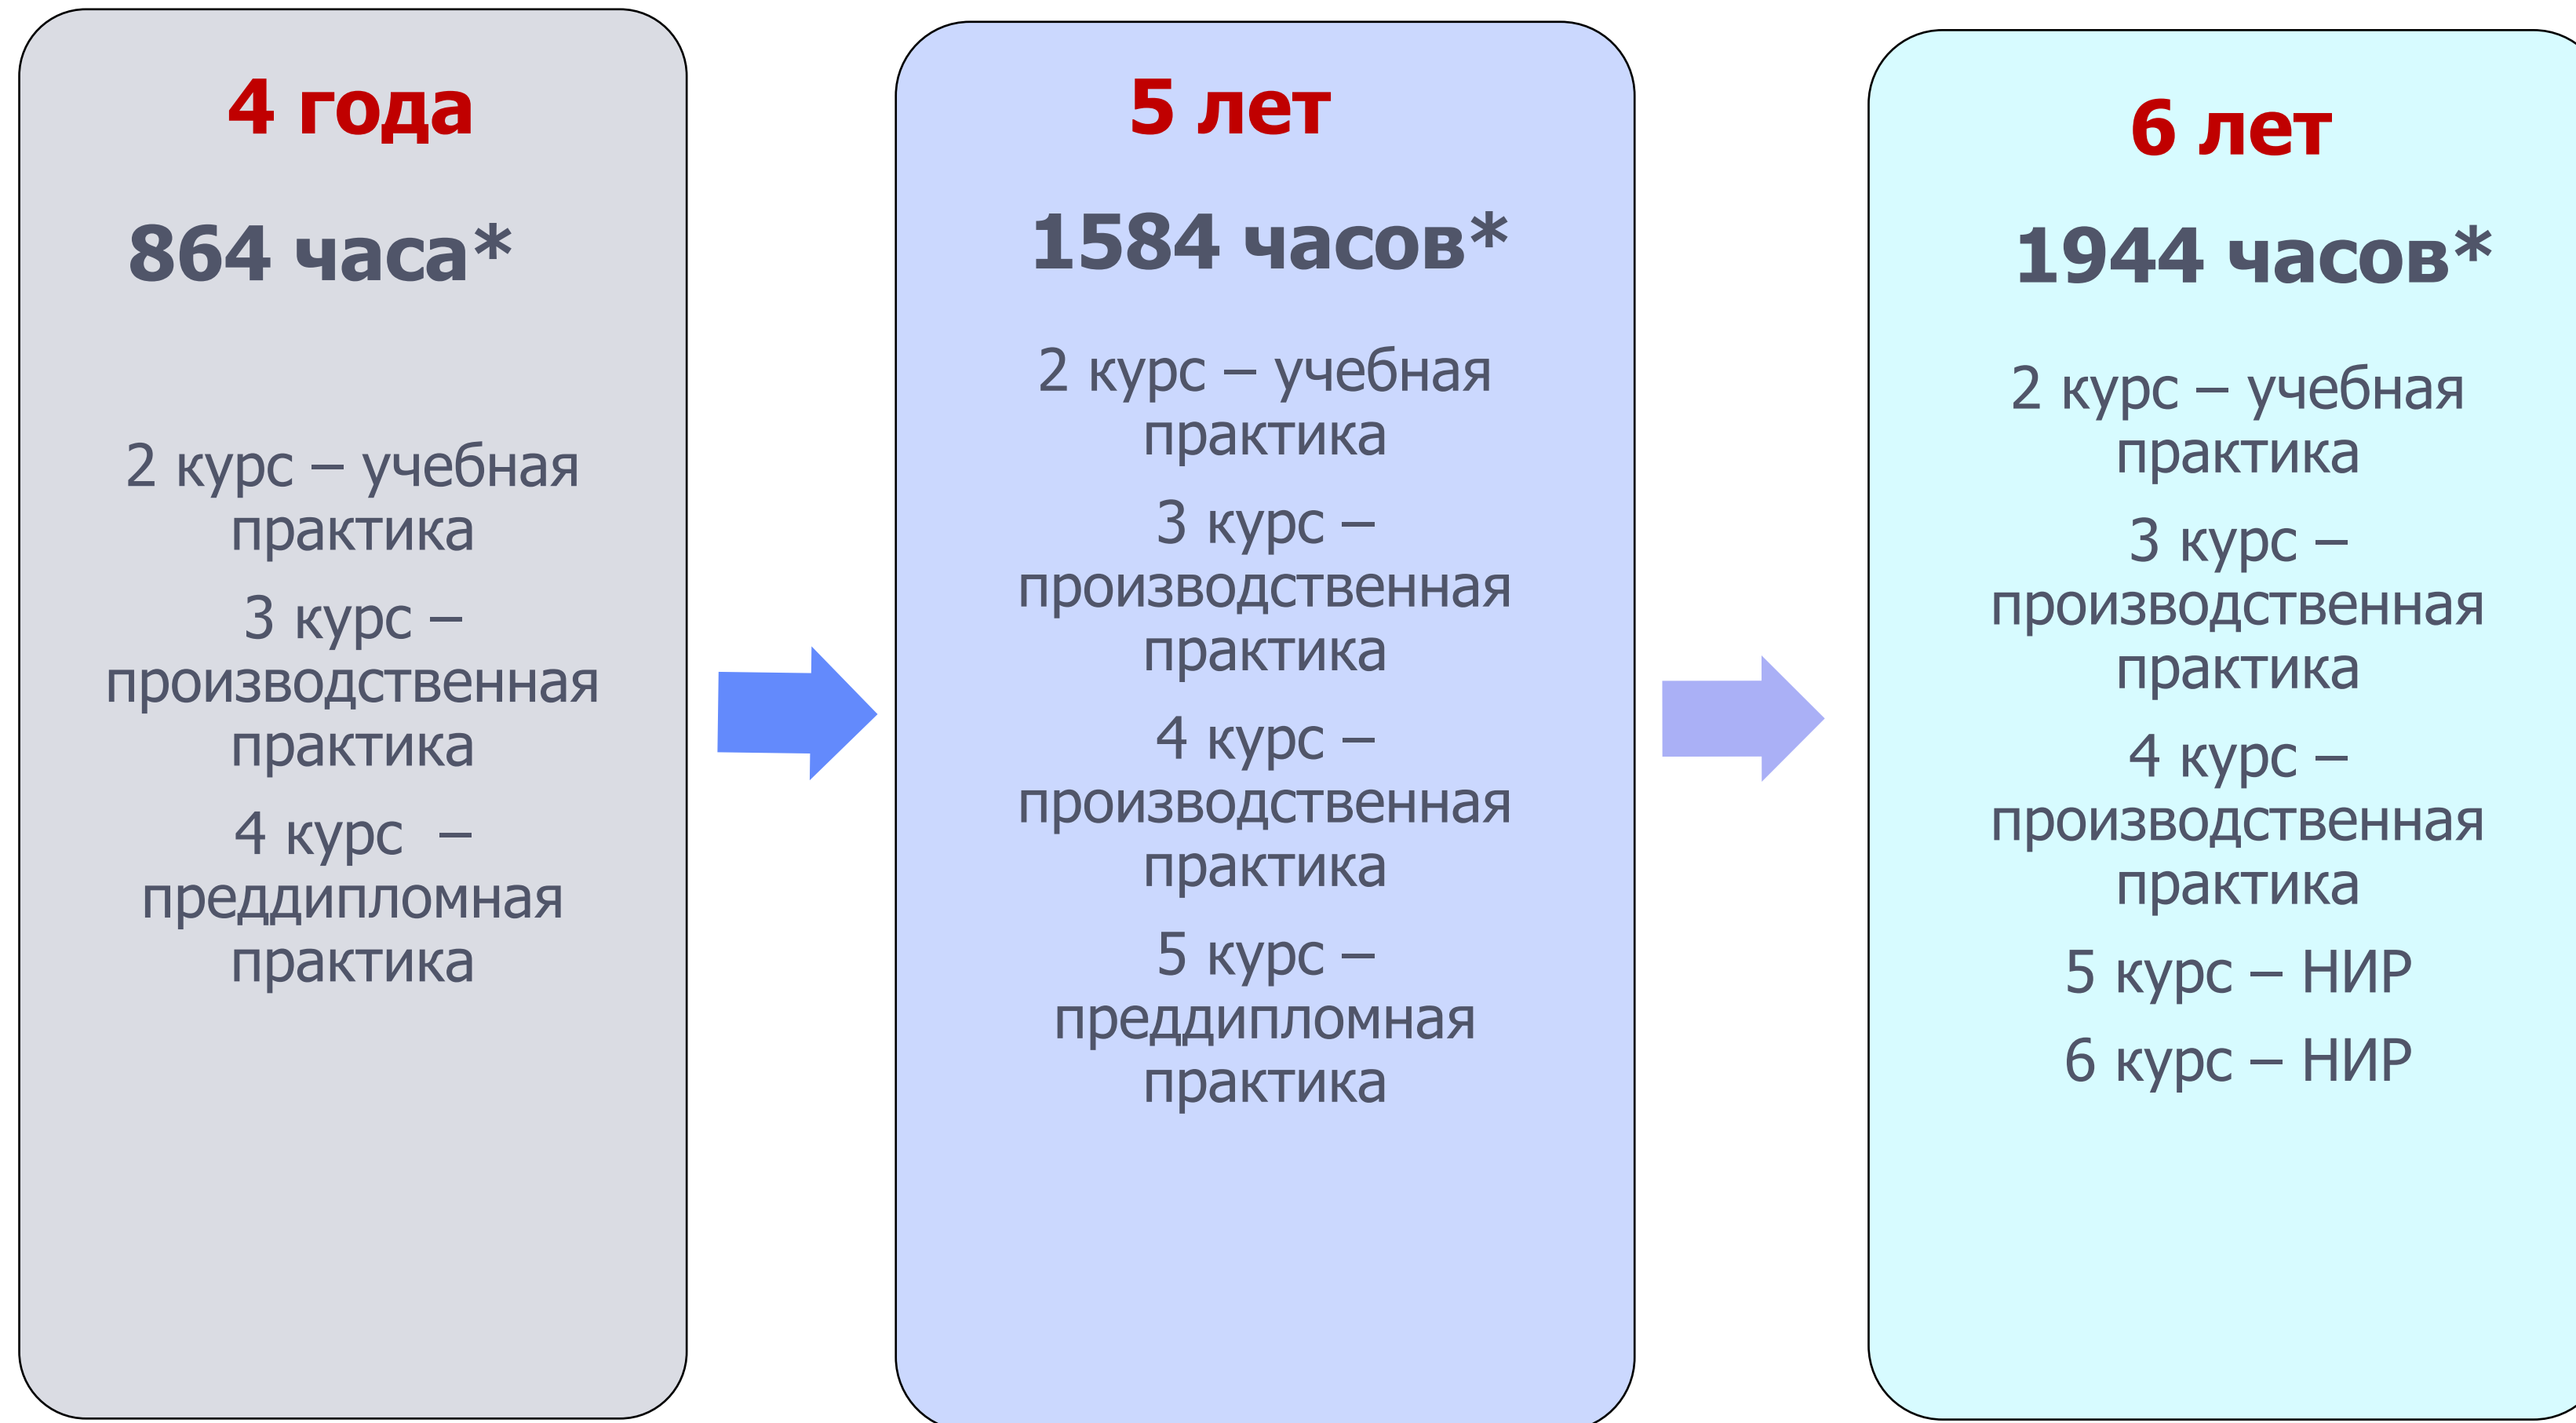 4 года
864 часа*
2 курс – учебная
практика
3 курс –
производственная
практика
4 курс  –
преддипломная
практика
5 лет
1584 часов*
2 курс – учебная
практика
3 курс –
производственная
практика
4 курс –
производственная
практика
5 курс –
преддипломная
практика
6 лет
1944 часов*
2 курс – учебная
практика
3 курс –
производственная
практика
4 курс –
производственная
практика
5 курс – НИР
6 курс – НИР